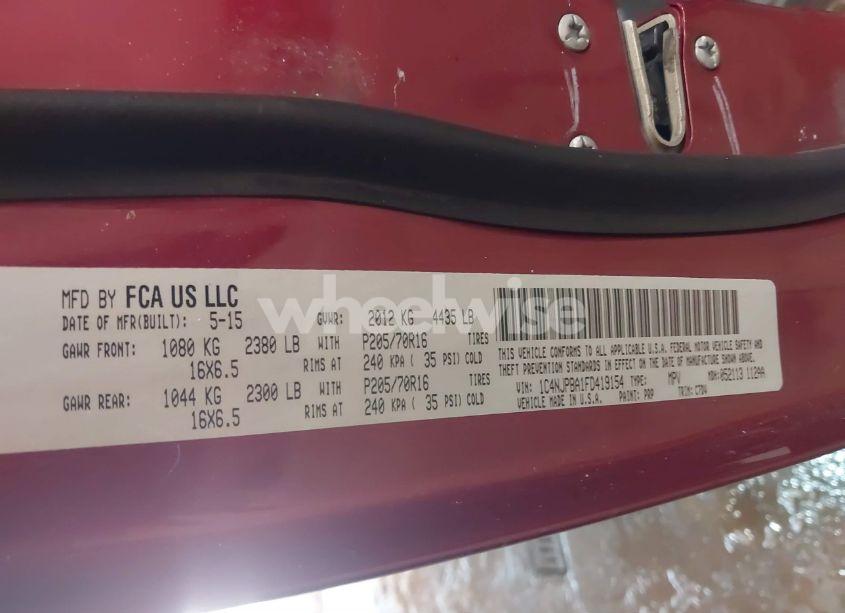 MFD BY FCA US LLC
DATE OF MFR(BUILT): 5-15 GVWR: 2012 KG 4435 LB
GAWR FRONT: 1080 KG 2380 LB WITH P205/70R16 TIRES
16X6.5 RIMS AT 240 KPA ( 35 PSI) COLD
GAWR REAR: 1044 KG 2300 LB WITH P205/70R16 TIRES
16X6.5 RIMS AT 240 KPA ( 35 PSI) COLD
THIS VEHICLE CONFORMS TO ALL APPLICABLE U.S.A. FEDERAL MOTOR VEHICLE SAFETY AND
THEFT PREVENTION STANDARDS IN EFFECT ON THE DATE OF MANUFACTURE SHOWN ABOVE.
VIN: 1C4NJPBA1FD419154 TYPE: MPV MDH: 052113 112AA
VEHICLE MADE IN U.S.A. PAINT: PRP TRIM: C7DV
wheelwise